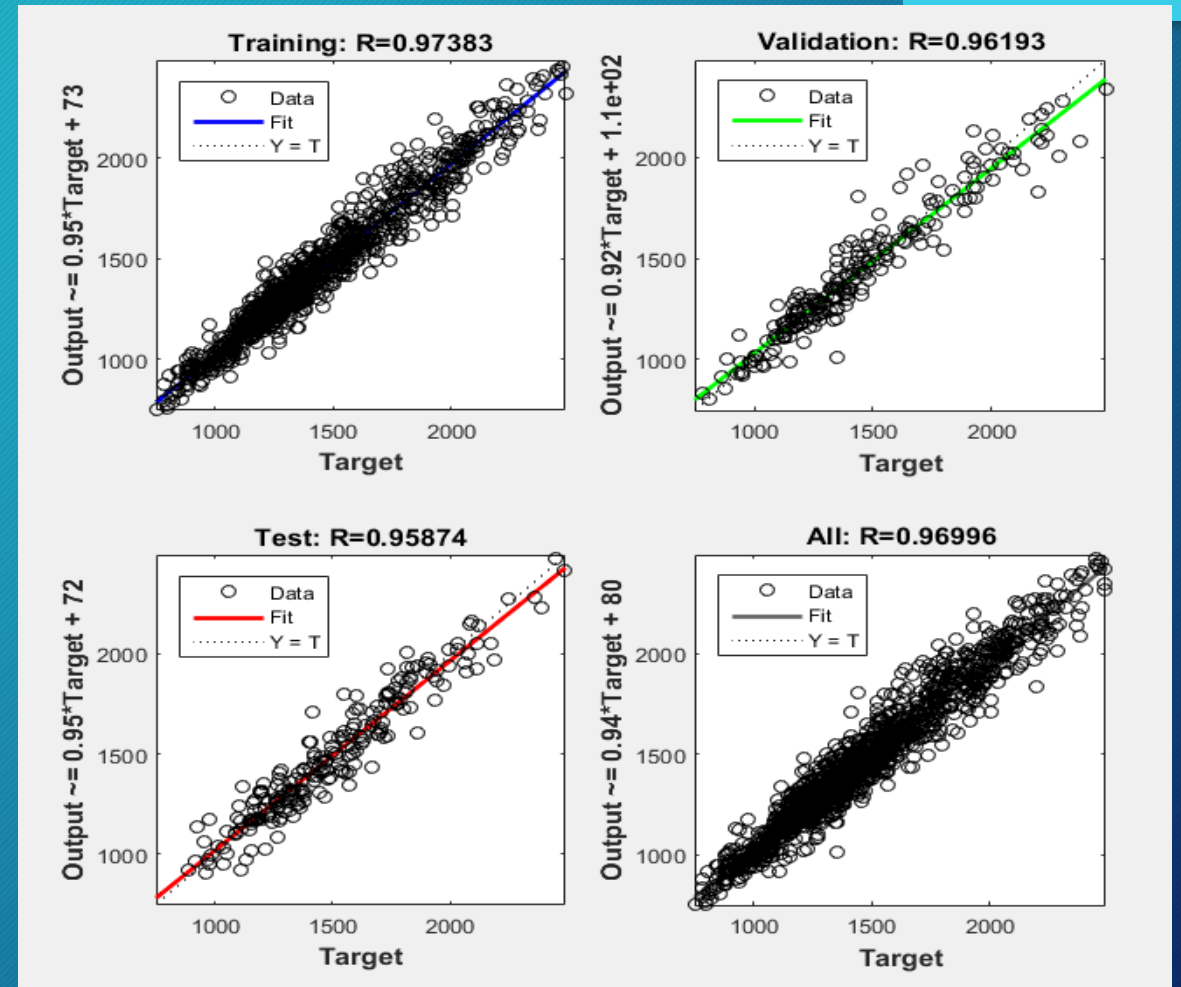 Training: R=0.97383
Output ~= 0.95*Target + 73
Data
Fit
Y = T
2000
1500
1000
1000 1500 2000
Target
Validation: R=0.96193
Output ~= 0.92*Target + 1.1e+02
Data
Fit
Y = T
2000
1500
1000
1000 1500 2000
Target
Test: R=0.95874
Output ~= 0.95*Target + 72
Data
Fit
Y = T
2000
1500
1000
1000 1500 2000
Target
All: R=0.96996
Output ~= 0.94*Target + 80
Data
Fit
Y = T
2000
1500
1000
1000 1500 2000
Target